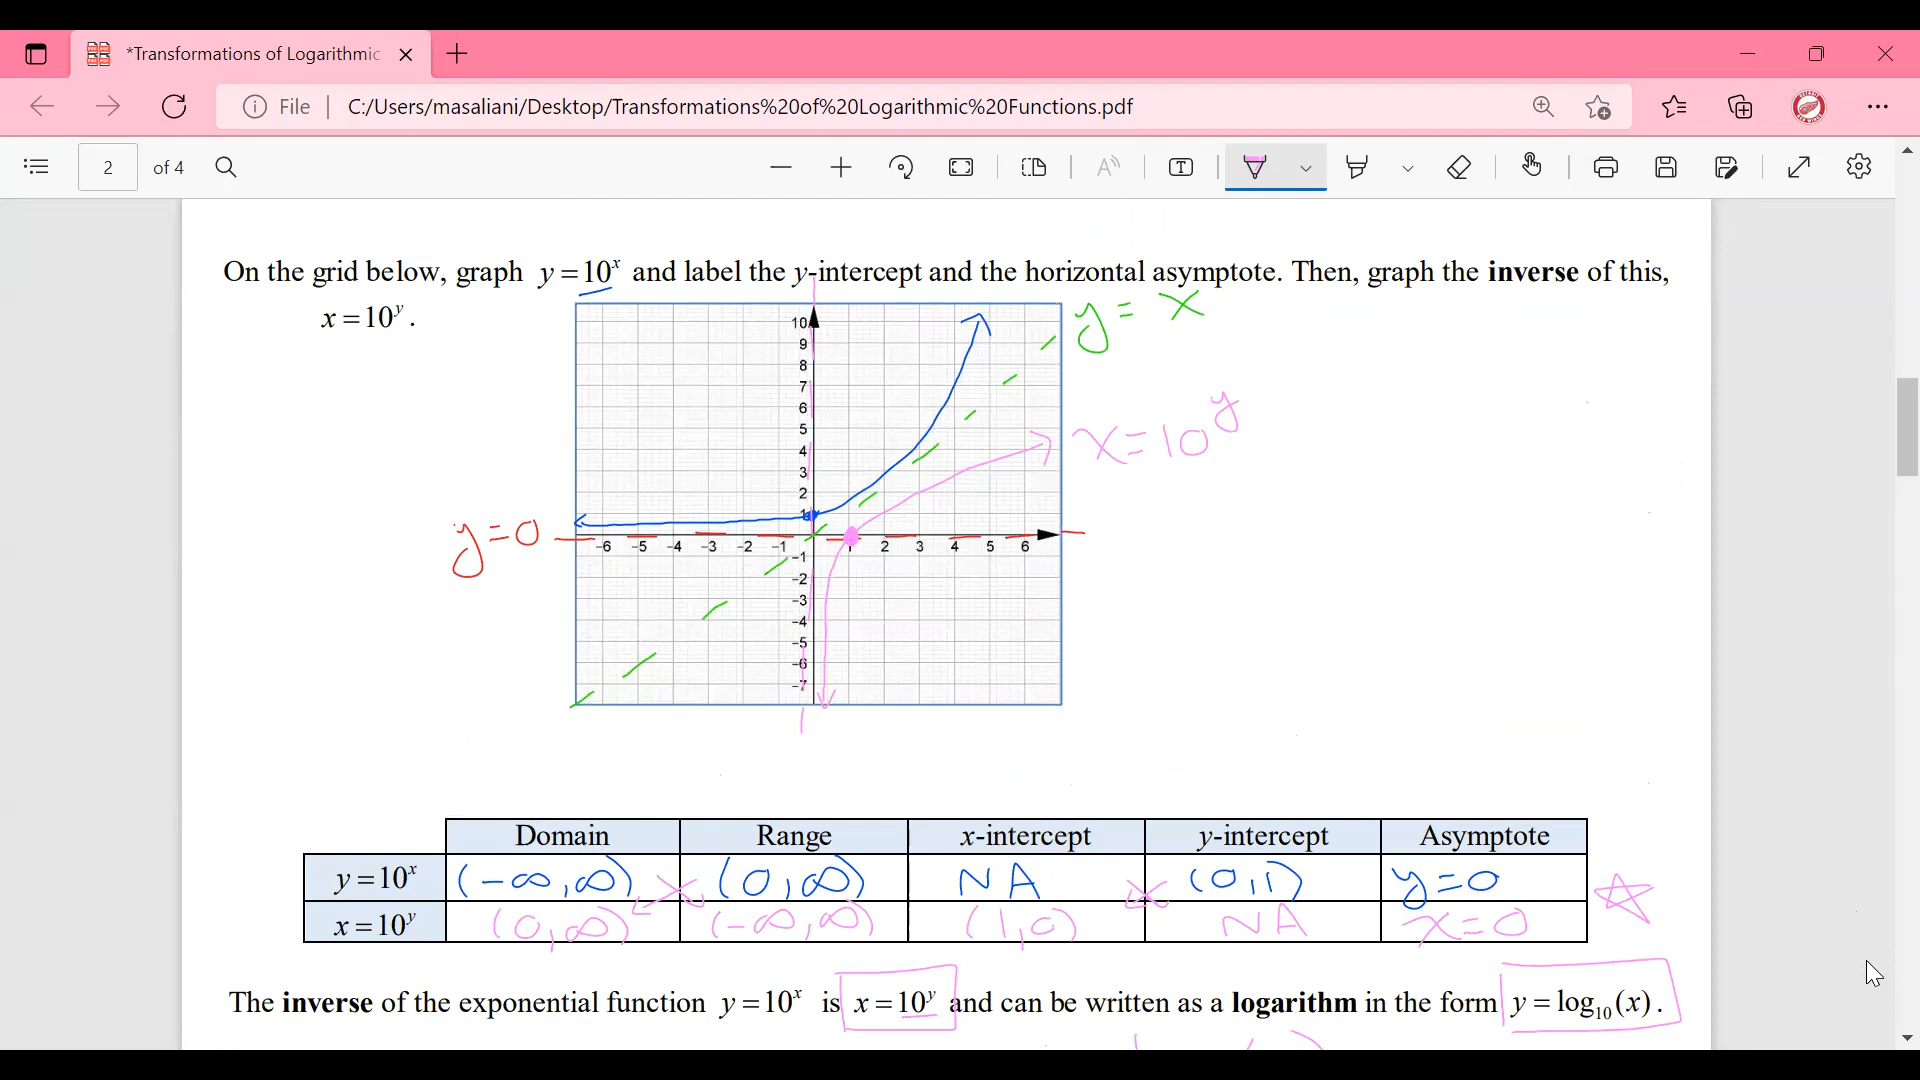 *Transformations of Logarithmic
File C:/Users/masaliani/Desktop/Transformations%20of%20Logarithmic%20Functions.pdf
2 of 4
On the grid below, graph y = 10^x and label the y-intercept and the horizontal asymptote. Then, graph the inverse of this,
x = 10^y.
y = x
x = 10^y
y = 0
10
9
8
7
6
5
4
3
2
1
-6 -5 -4 -3 -2 -1 1 2 3 4 5 6
-1
-2
-3
-4
-5
-6
-7
Domain Range x-intercept y-intercept Asymptote
y = 10^x (-∞, ∞) (0, ∞) NA (0, 1) y = 0
x = 10^y (0, ∞) (-∞, ∞) (1, 0) NA x = 0
The inverse of the exponential function y = 10^x is x = 10^y and can be written as a logarithm in the form y = log₁₀(x).